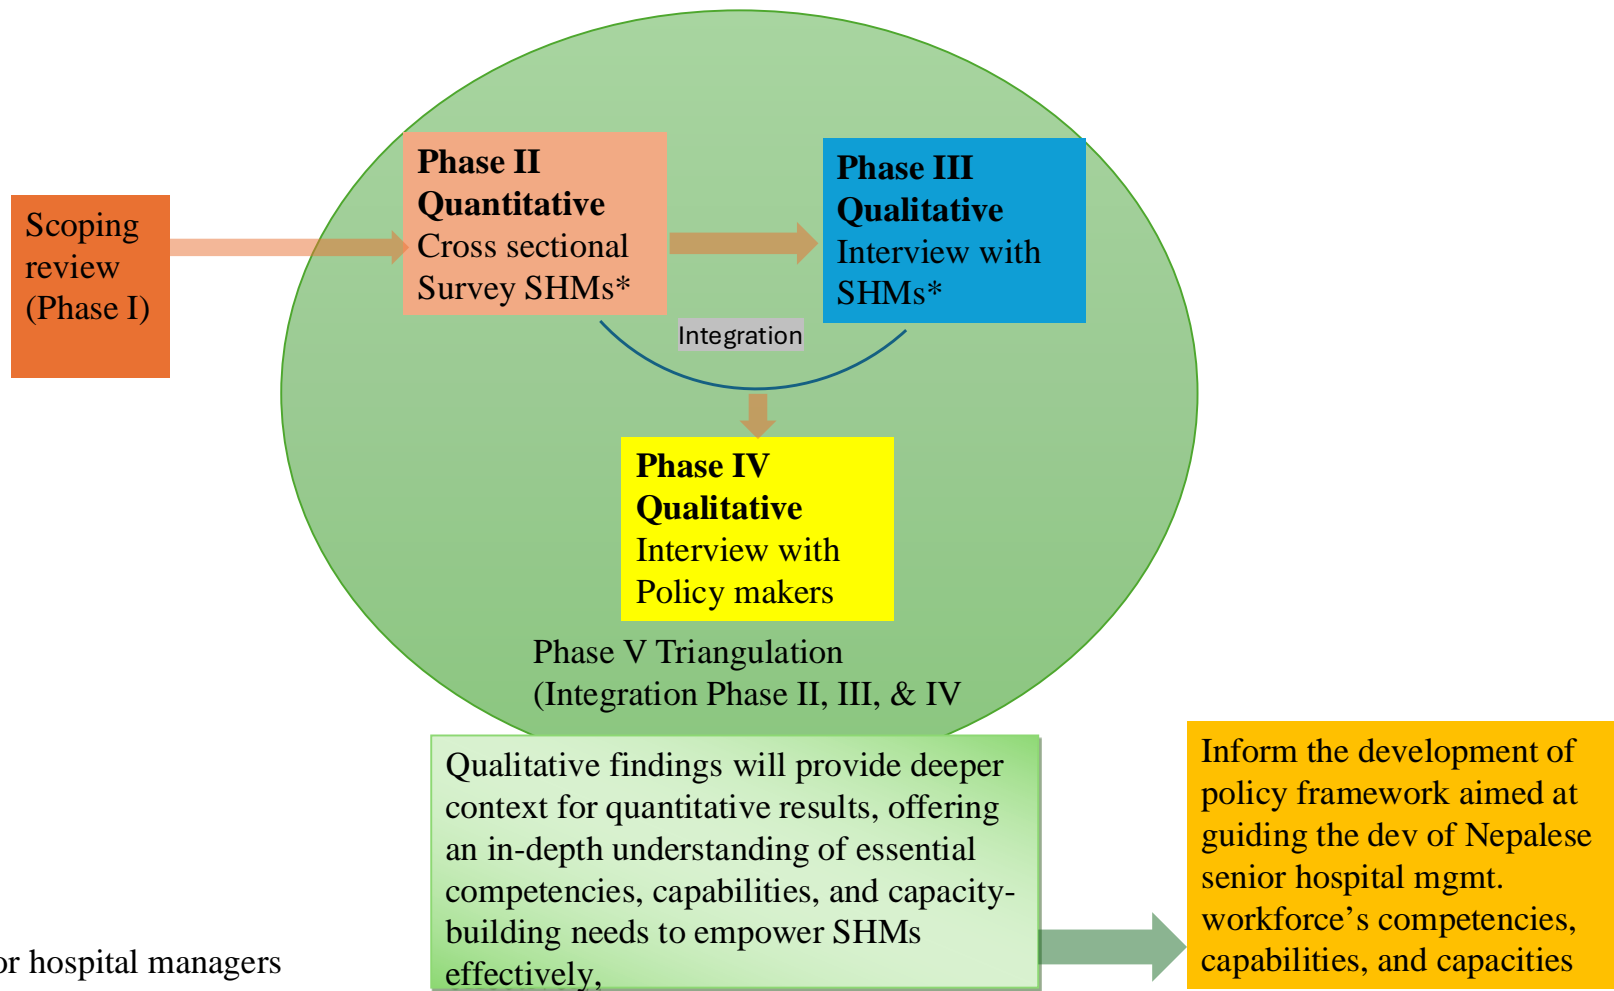 Scoping
review
(Phase I)
Phase II
Quantitative
Cross sectional
Survey SHMs*
Phase III
Qualitative
Interview with
SHMs*
Integration
Phase IV
Qualitative
Interview with
Policy makers
Phase V Triangulation
(Integration Phase II, III, & IV
Qualitative findings will provide deeper
context for quantitative results, offering
an in-depth understanding of essential
competencies, capabilities, and capacity-
building needs to empower SHMs
effectively,
Inform the development of
policy framework aimed at
guiding the dev of Nepalese
senior hospital mgmt.
workforce’s competencies,
capabilities, and capacities
or hospital managers